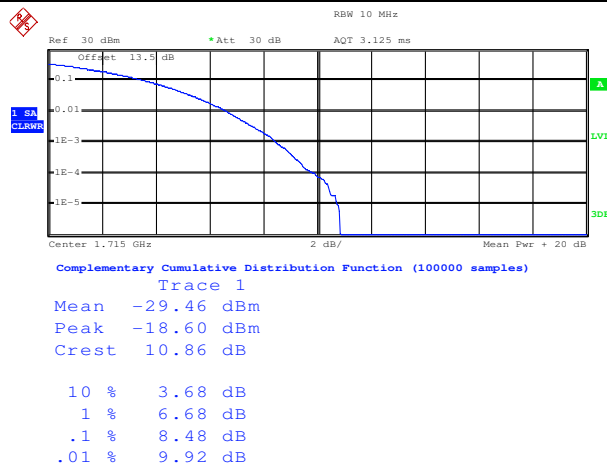 RBW 10 MHz
Ref 30 dBm *Att 30 dB AQT 3.125 ms
Offset 13.5 dB
0.1
A
1 SA
CLRWR
0.01
1E-3
LVL
1E-4
1E-5
Center 1.715 GHz 2 dB/ Mean Pwr + 20 dB
Complementary Cumulative Distribution Function (100000 samples)
Trace 1
Mean -29.46 dBm
Peak -18.60 dBm
Crest 10.86 dB
10 % 3.68 dB
1 % 6.68 dB
.1 % 8.48 dB
.01 % 9.92 dB